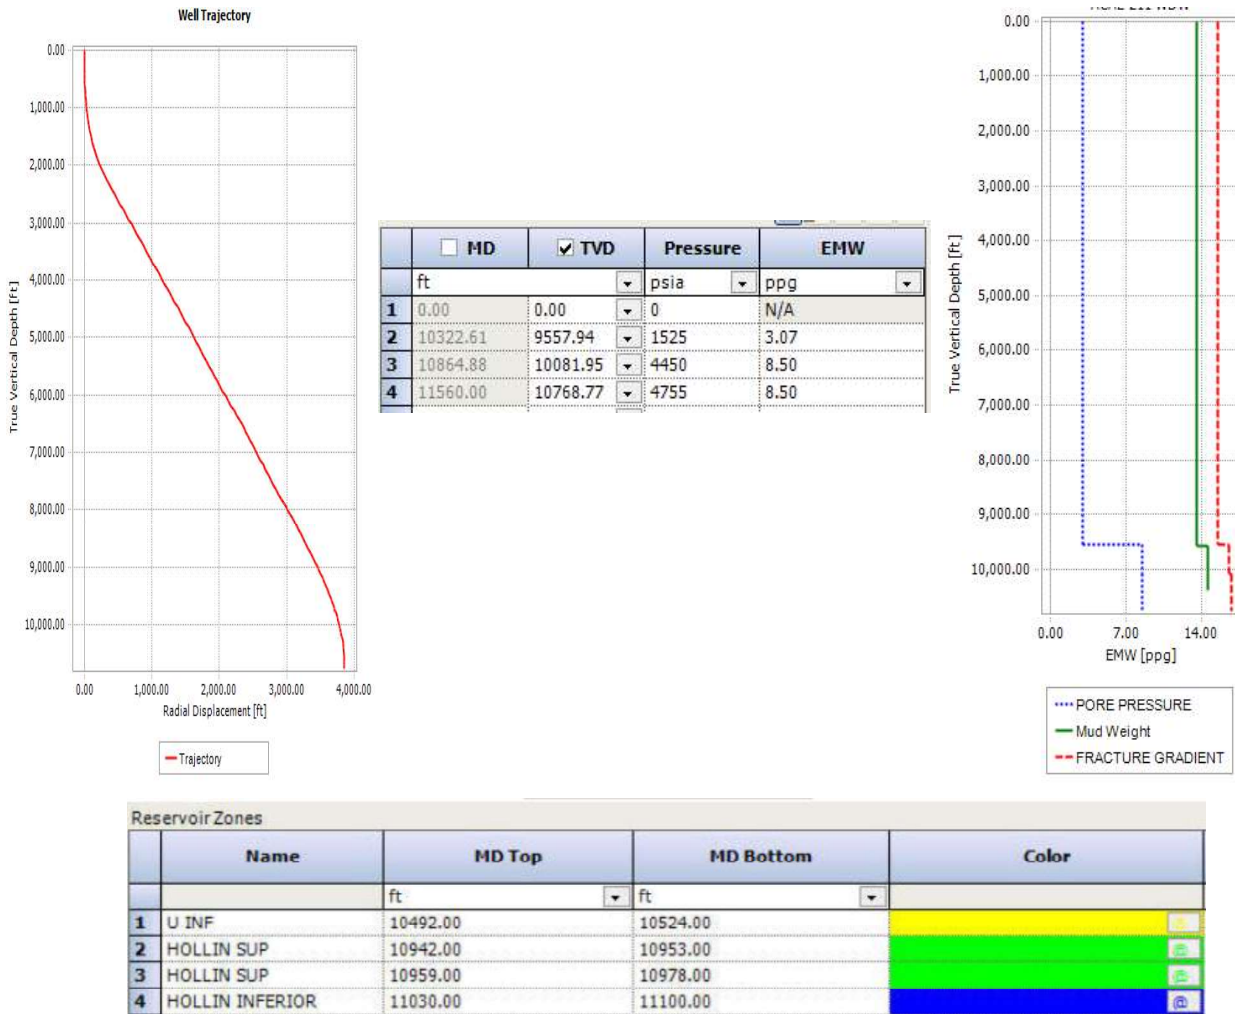 Well Trajectory
0.00
1,000.00
2,000.00
3,000.00
4,000.00
5,000.00
6,000.00
7,000.00
8,000.00
9,000.00
10,000.00
True Vertical Depth [ft]
0.00 1,000.00 2,000.00 3,000.00 4,000.00
Radial Displacement [ft]
Trajectory
MD TVD Pressure EMW
ft psia ppg
1 0.00 0.00 0 N/A
2 10322.61 9557.94 1525 3.07
3 10864.88 10081.95 4450 8.50
4 11560.00 10768.77 4755 8.50
0.00
1,000.00
2,000.00
3,000.00
4,000.00
5,000.00
6,000.00
7,000.00
8,000.00
9,000.00
10,000.00
True Vertical Depth [ft]
0.00 7.00 14.00
EMW [ppg]
PORE PRESSURE
Mud Weight
FRACTURE GRADIENT
Reservoir Zones
Name MD Top MD Bottom Color
ft ft
1 U INF 10492.00 10524.00
2 HOLLIN SUP 10942.00 10953.00 @
3 HOLLIN SUP 10959.00 10978.00 @
4 HOLLIN INFERIOR 11030.00 11100.00 @